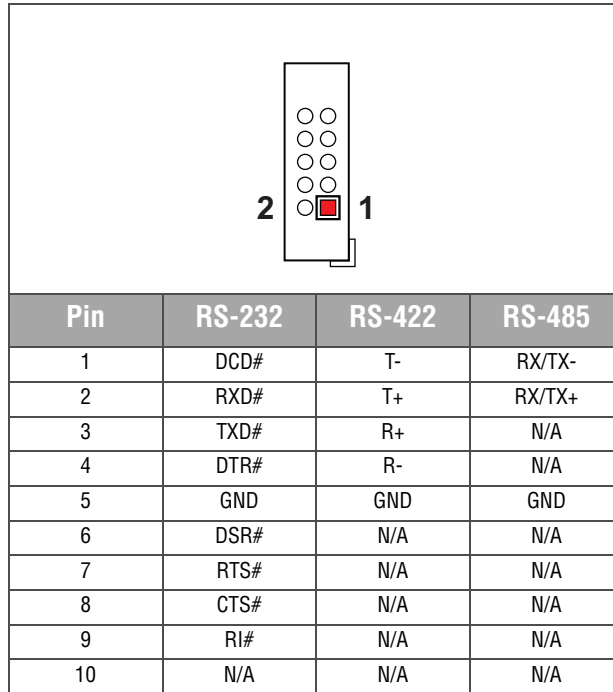 2 1
Pin RS-232 RS-422 RS-485
1 DCD# T- RX/TX-
2 RXD# T+ RX/TX+
3 TXD# R+ N/A
4 DTR# R- N/A
5 GND GND GND
6 DSR# N/A N/A
7 RTS# N/A N/A
8 CTS# N/A N/A
9 RI# N/A N/A
10 N/A N/A N/A